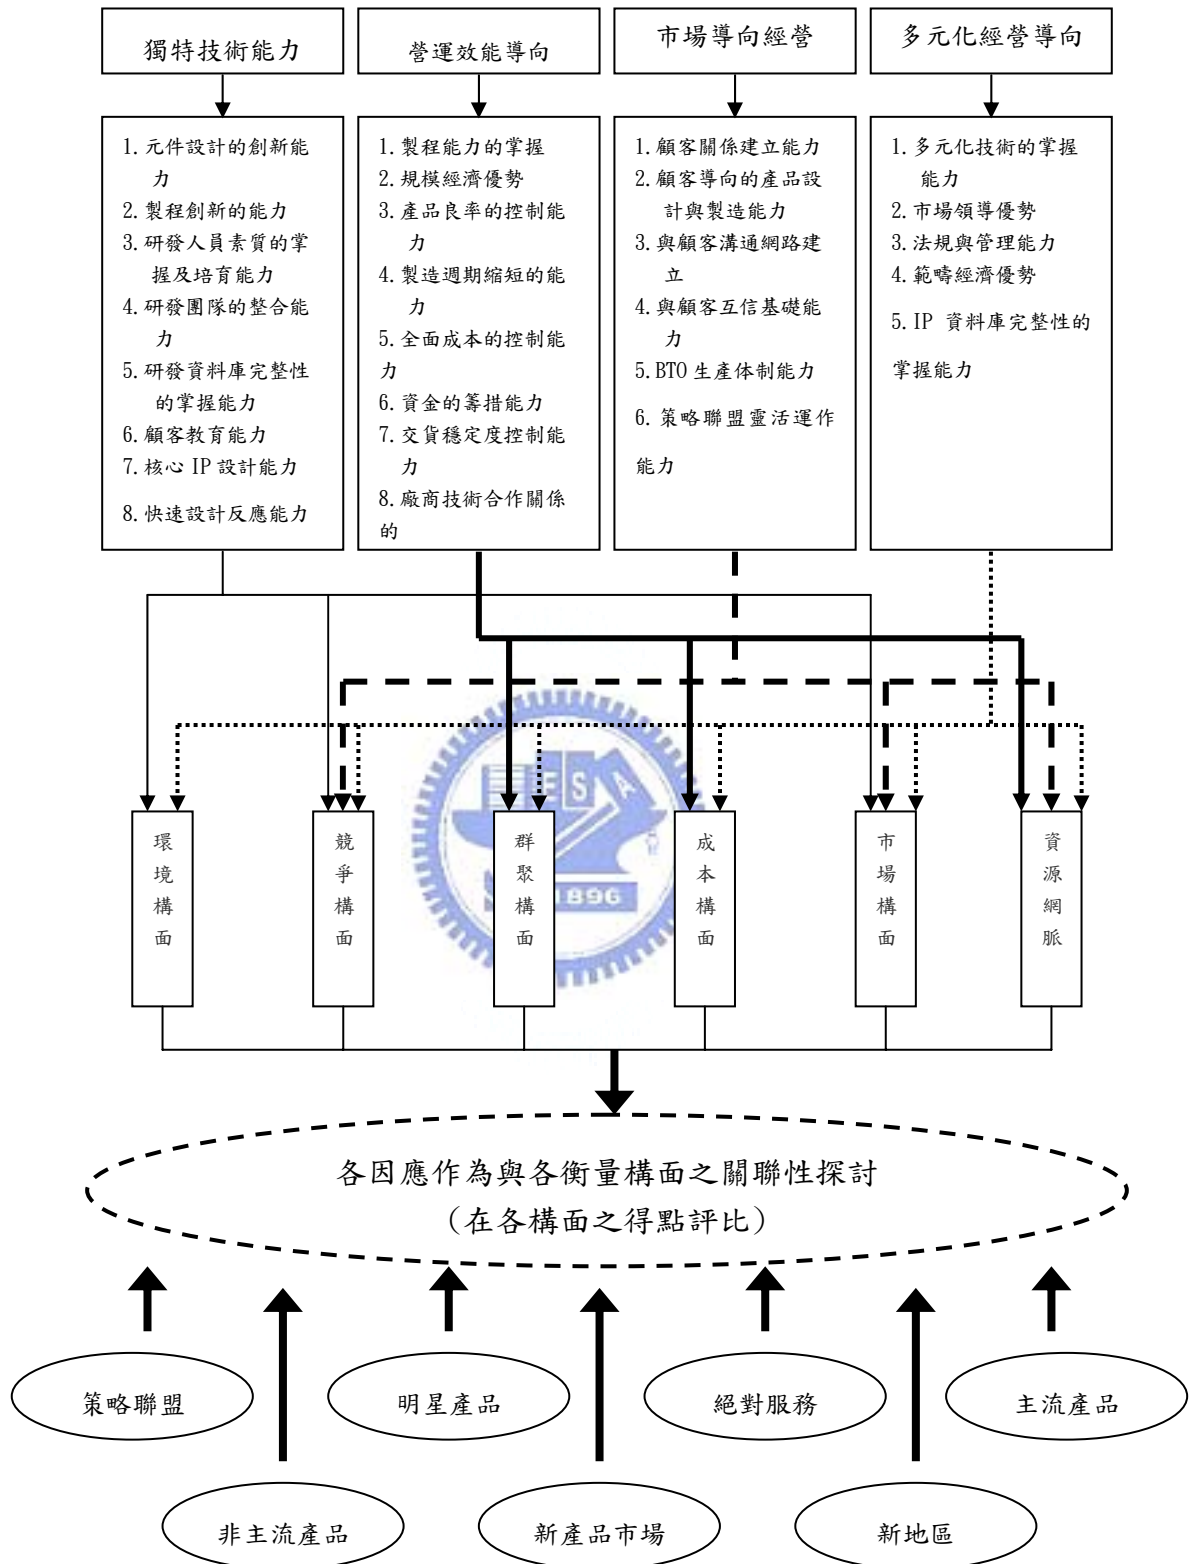 獨特技術能力
營運效能導向
市場導向經營
多元化經營導向
1. 元件設計的創新能
力
2. 製程創新的能力
3. 研發人員素質的掌
握及培育能力
4. 研發團隊的整合能
力
5. 研發資料庫完整性
的掌握能力
6. 顧客教育能力
7. 核心 IP 設計能力
8. 快速設計反應能力
1. 製程能力的掌握
2. 規模經濟優勢
3. 產品良率的控制能
力
4. 製造週期縮短的能
力
5. 全面成本的控制能
力
6. 資金的籌措能力
7. 交貨穩定度控制能
力
8. 廠商技術合作關係
的
1. 顧客關係建立能力
2. 顧客導向的產品設
計與製造能力
3. 與顧客溝通網路建
立
4. 與顧客互信基礎能
力
5. BTO 生產体制能力
6. 策略聯盟靈活運作
能力
1. 多元化技術的掌握
能力
2. 市場領導優勢
3. 法規與管理能力
4. 範疇經濟優勢
5. IP 資料庫完整性的
掌握能力
ESA
1896
環境構面
競爭構面
群聚構面
成本構面
市場構面
資源網脈
各因應作為與各衡量構面之關聯性探討
(在各構面之得點評比)
策略聯盟
明星產品
絕對服務
主流產品
非主流產品
新產品市場
新地區